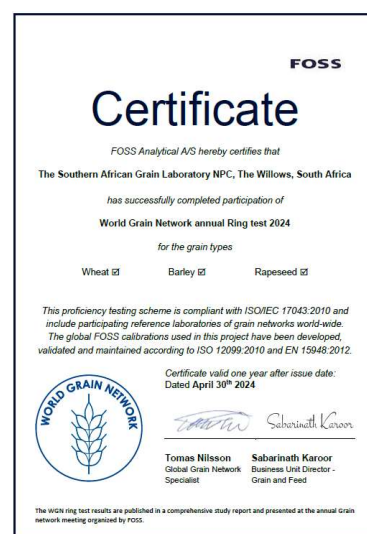 FOSS
Certificate
FOSS Analytical A/S hereby certifies that
The Southern African Grain Laboratory NPC, The Willows, South Africa
has successfully completed participation of
World Grain Network annual Ring test 2024
for the grain types
Wheat ☑ Barley ☑ Rapeseed ☑
This proficiency testing scheme is compliant with ISO/IEC 17043:2010 and
include participating reference laboratories of grain networks world-wide.
The global FOSS calibrations used in this project have been developed,
validated and maintained according to ISO 12099:2010 and EN 15948:2012.
WORLD GRAIN NETWORK
Certificate valid one year after issue date:
Dated April 30th 2024
Sabarinath Karoor
Tomas Nilsson
Global Grain Network
Specialist
Sabarinath Karoor
Business Unit Director -
Grain and Feed
The WGN ring test results are published in a comprehensive study report and presented at the annual Grain
network meeting organized by FOSS.